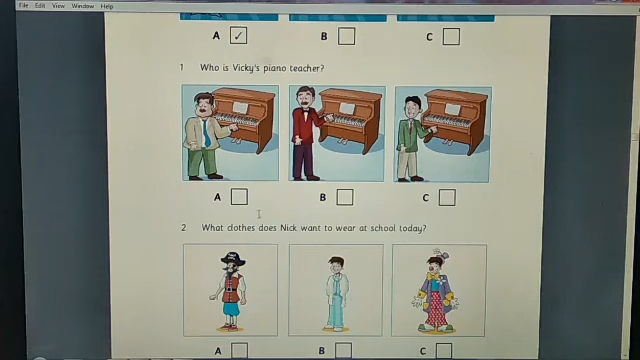 File Edit View Window Help
A ✓ B C
1 Who is Vicky's piano teacher?
A B C
2 What clothes does Nick want to wear at school today?
A B C